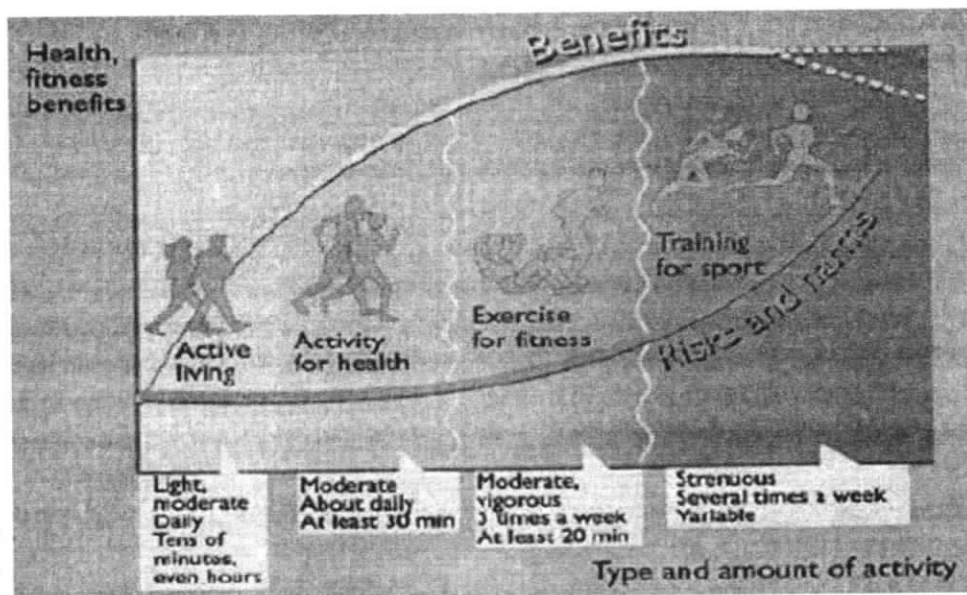 Health,
fitness
benefits
Benefits
Training
for sport
Exercise
for fitness
Activity
for health
Active
living
Risks and harms
Light,
moderate
Daily
Tens of
minutes,
even hours
Moderate
About daily
At least 30 min
Moderate,
vigorous
3 times a week
At least 20 min
Strenuous
Several times a week
Variable
Type and amount of activity